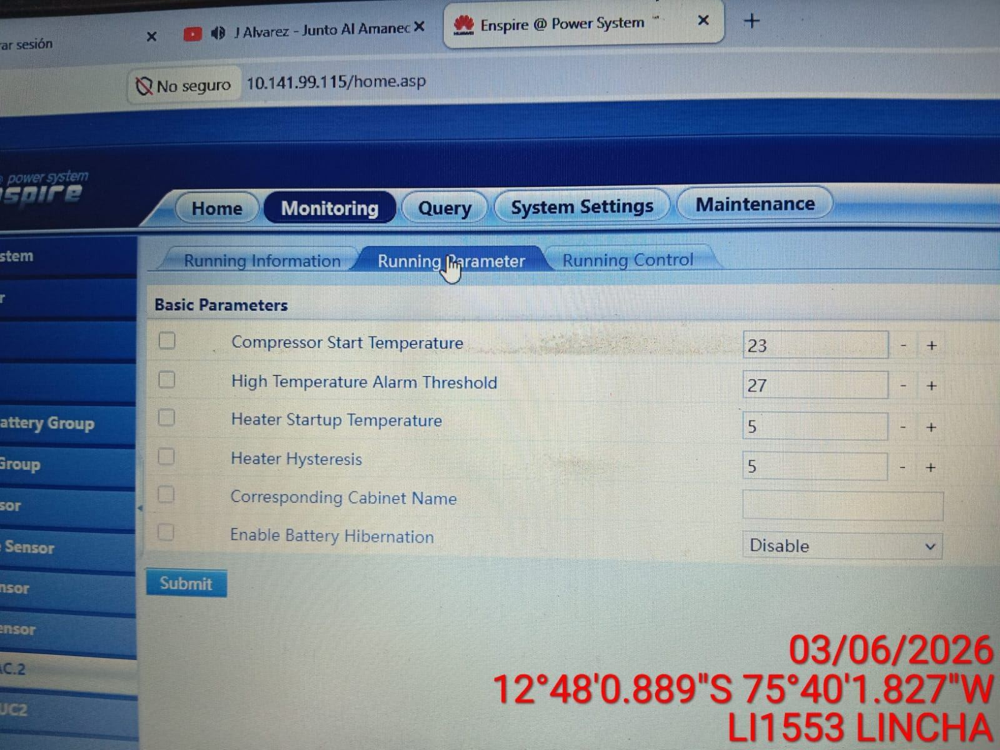 ar sesión
J Alvarez - Junto Al Amanec
Enspire @ Power System
No seguro
10.141.99.115/home.asp
power system
spire
Home
Monitoring
Query
System Settings
Maintenance
Running Information
Running Parameter
Running Control
stem
r
attery Group
Group
sor
Sensor
nsor
ensor
AC.2
UC2
Basic Parameters
Compressor Start Temperature 23 - +
High Temperature Alarm Threshold 27 - +
Heater Startup Temperature 5 - +
Heater Hysteresis 5 - +
Corresponding Cabinet Name
Enable Battery Hibernation Disable
Submit
03/06/2026
12°48'0.889"S 75°40'1.827"W
LI1553 LINCHA